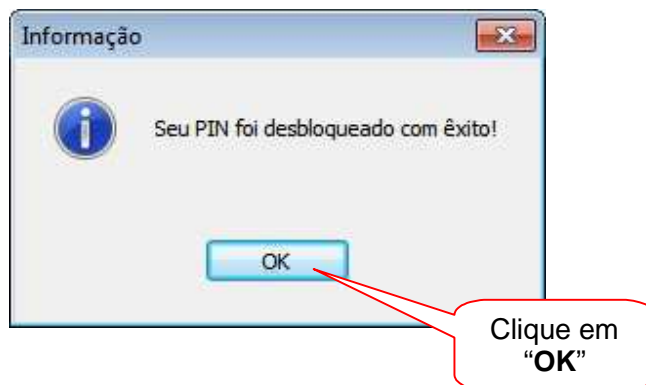 Informação
Seu PIN foi desbloqueado com êxito!
OK
Clique em
“OK”